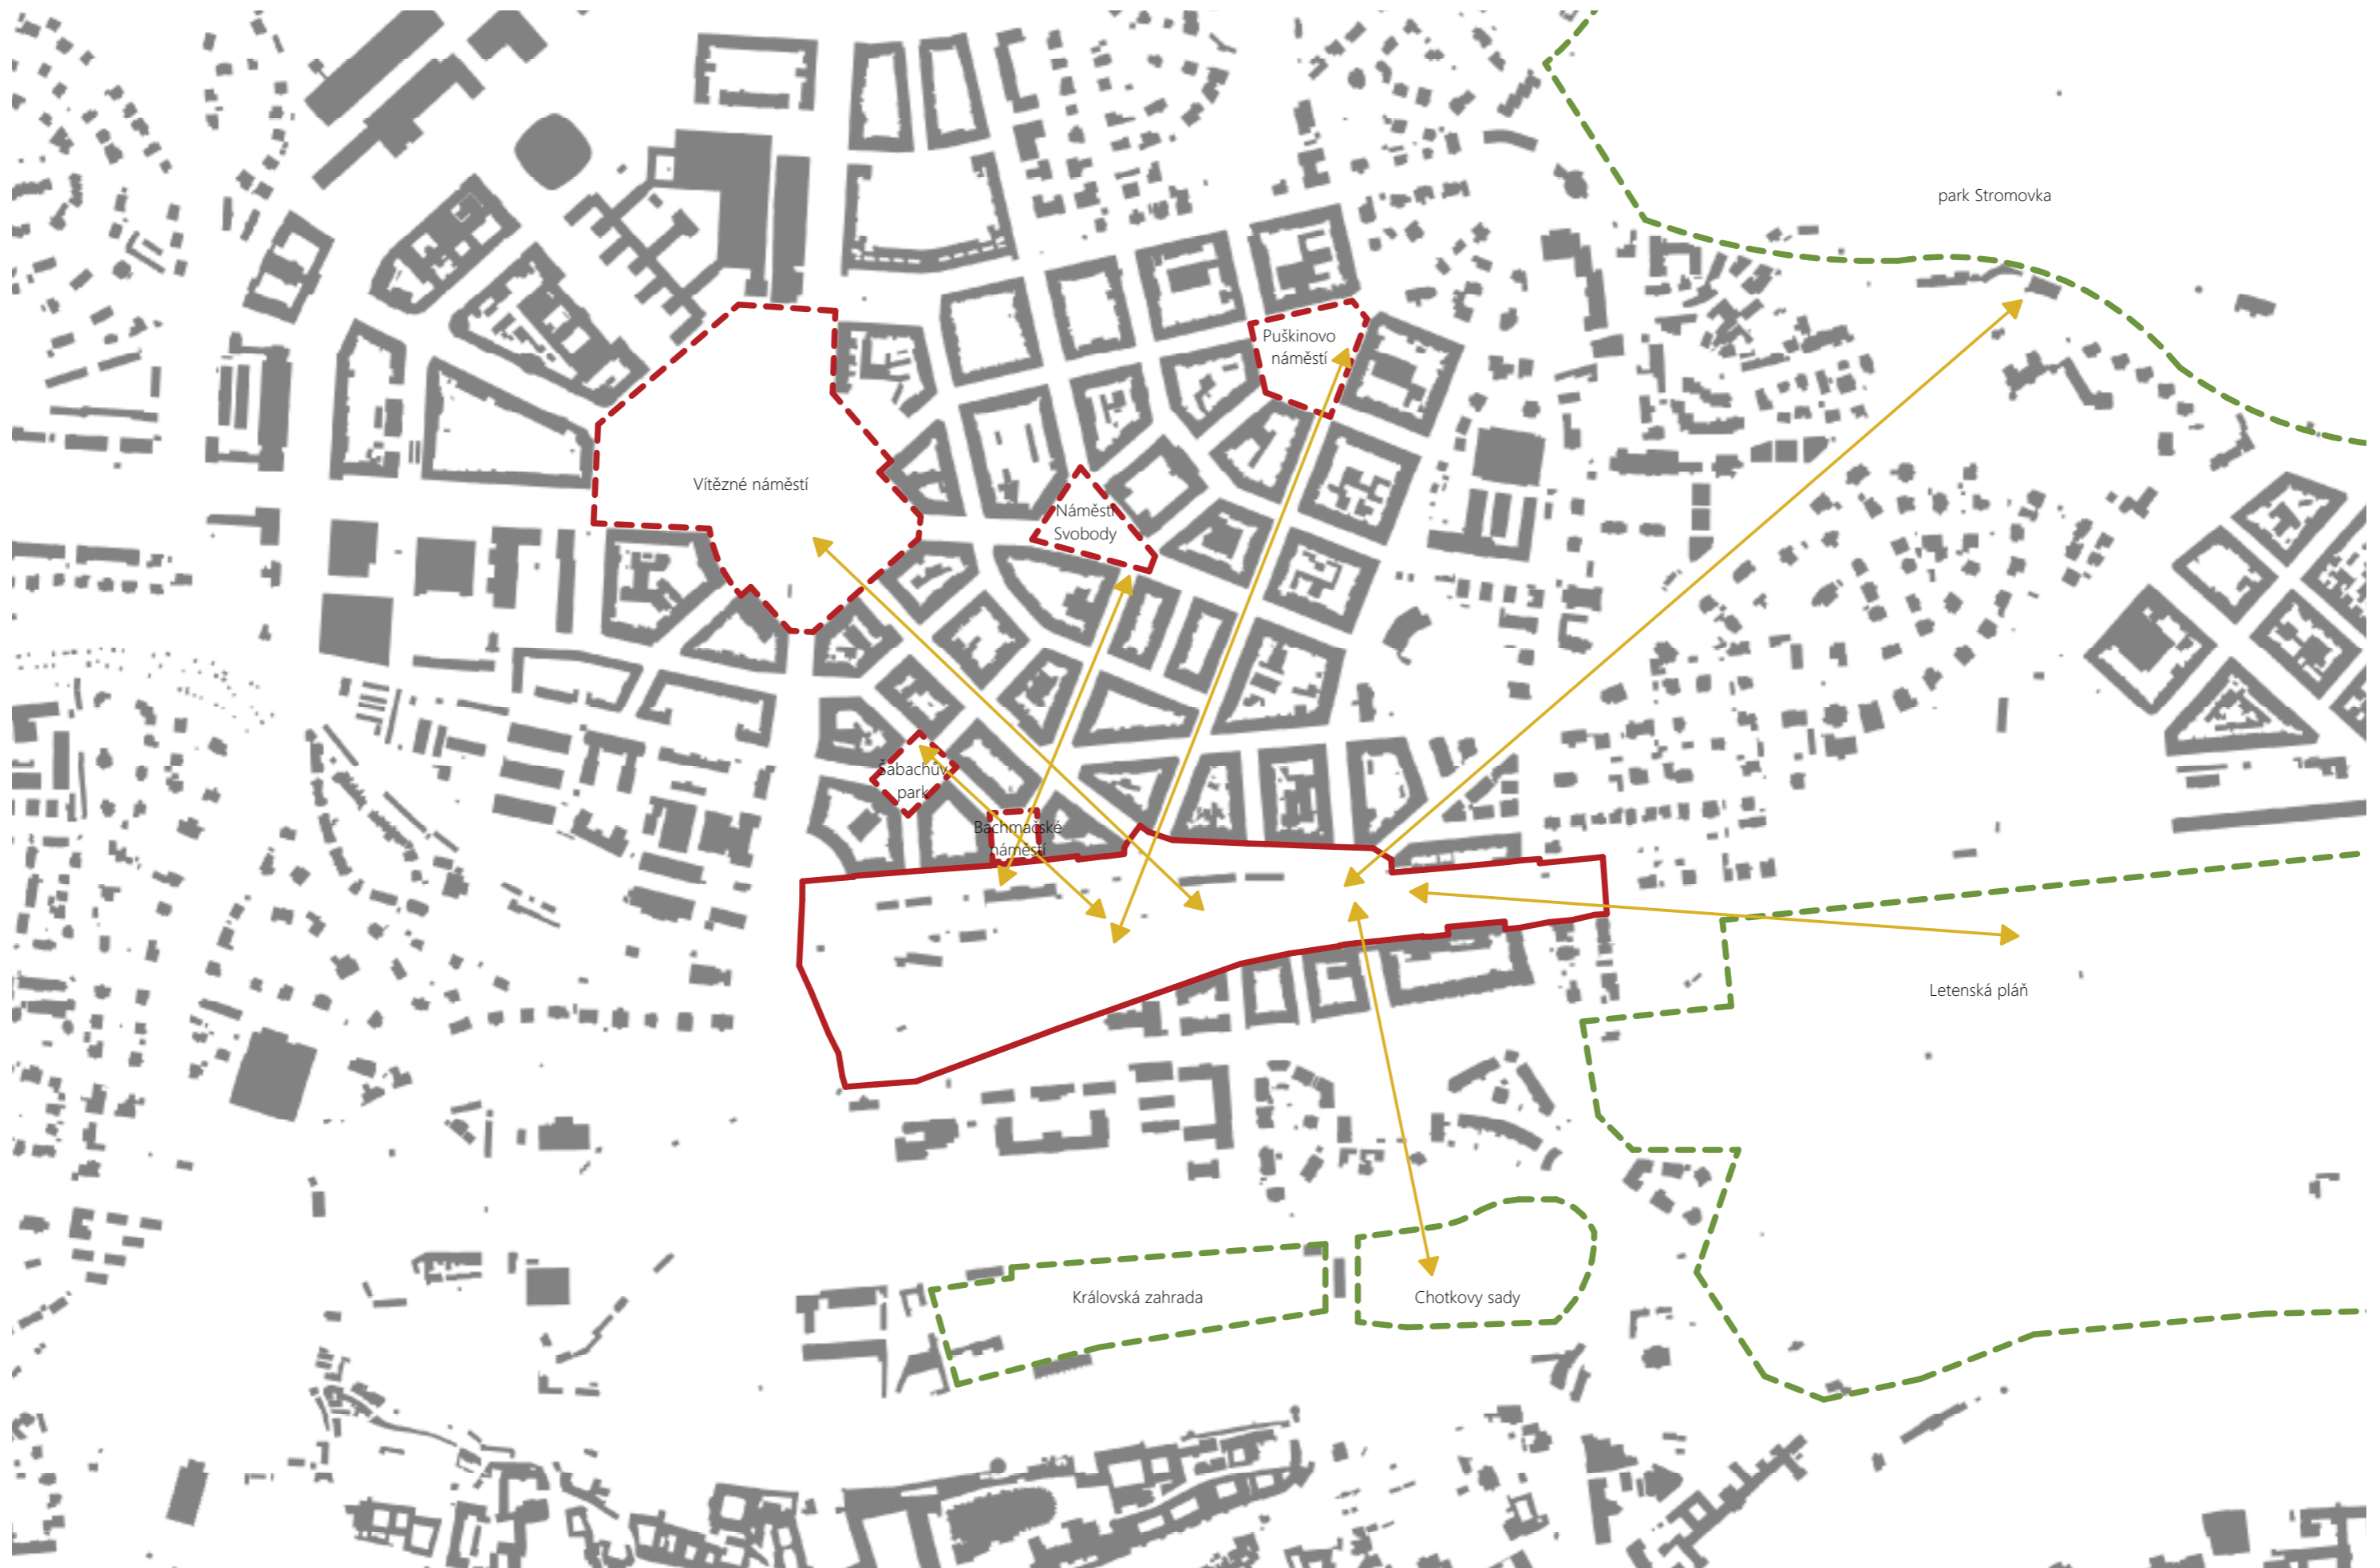 park Stromovka
Puškinovo
náměstí
Vítězné náměstí
Náměstí
Svobody
Šabachův
park
Bachmačské
náměstí
Letenská pláň
Královská zahrada
Chotkovy sady